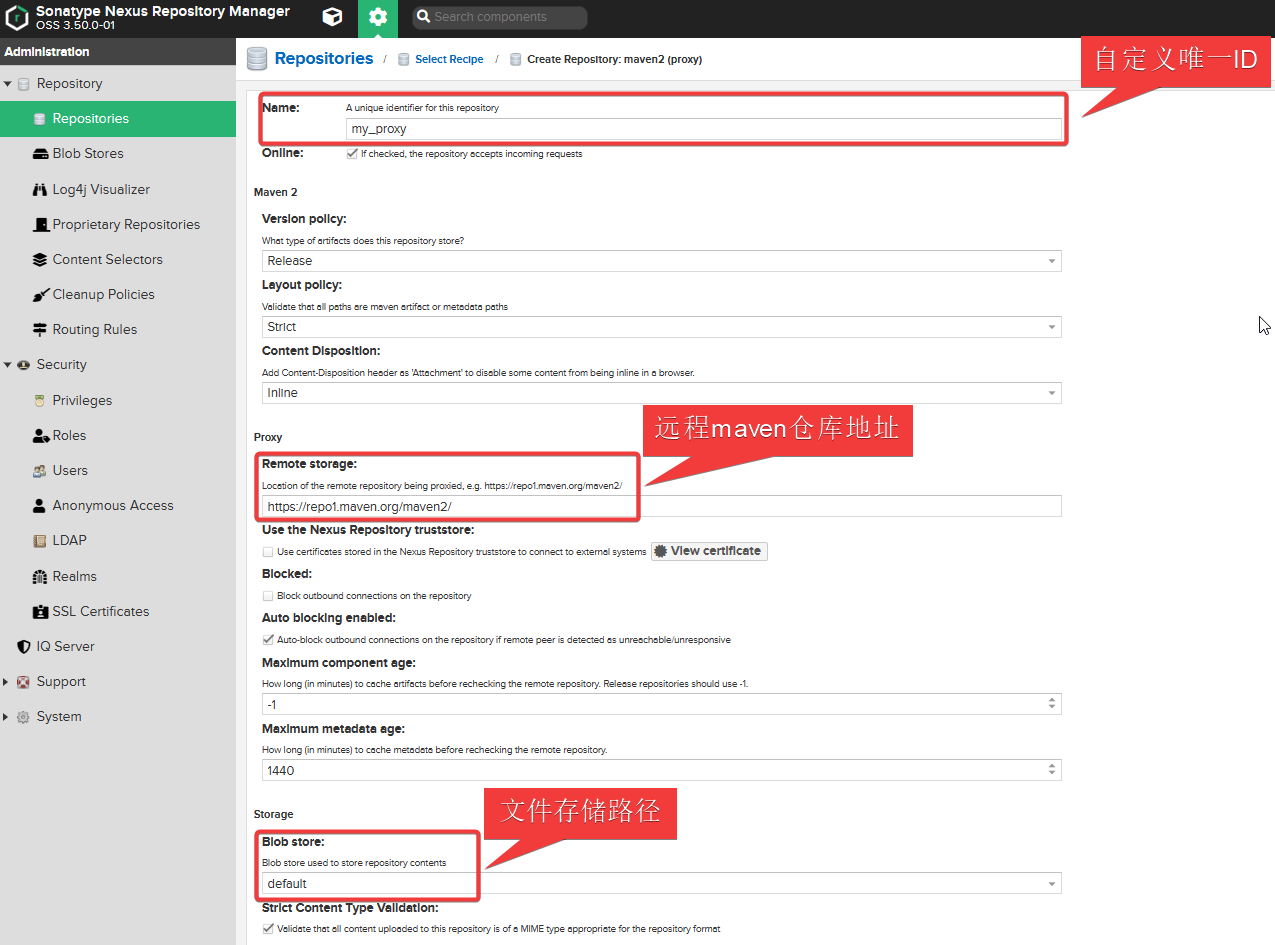 Sonatype Nexus Repository Manager
OSS 3.50.0-01
Search components
Administration
Repository
Repositories
Blob Stores
Log4j Visualizer
Proprietary Repositories
Content Selectors
Cleanup Policies
Routing Rules
Security
Privileges
Roles
Users
Anonymous Access
LDAP
Realms
SSL Certificates
IQ Server
Support
System
Repositories / Select Recipe / Create Repository: maven2 (proxy)
自定义唯一ID
Name: A unique identifier for this repository
my_proxy
Online: If checked, the repository accepts incoming requests
Maven 2
Version policy:
What type of artifacts does this repository store?
Release
Layout policy:
Validate that all paths are maven artifact or metadata paths
Strict
Content Disposition:
Add Content-Disposition header as 'Attachment' to disable some content from being inline in a browser.
Inline
远程maven仓库地址
Proxy
Remote storage:
Location of the remote repository being proxied, e.g. https://repo1.maven.org/maven2/
https://repo1.maven.org/maven2/
Use the Nexus Repository truststore:
Use certificates stored in the Nexus Repository truststore to connect to external systems View certificate
Blocked:
Block outbound connections on the repository
Auto blocking enabled:
Auto-block outbound connections on the repository if remote peer is detected as unreachable/unresponsive
Maximum component age:
How long (in minutes) to cache artifacts before rechecking the remote repository. Release repositories should use -1.
-1
Maximum metadata age:
How long (in minutes) to cache metadata before rechecking the remote repository.
1440
文件存储路径
Storage
Blob store:
Blob store used to store repository contents
default
Strict Content Type Validation:
Validate that all content uploaded to this repository is of a MIME type appropriate for the repository format